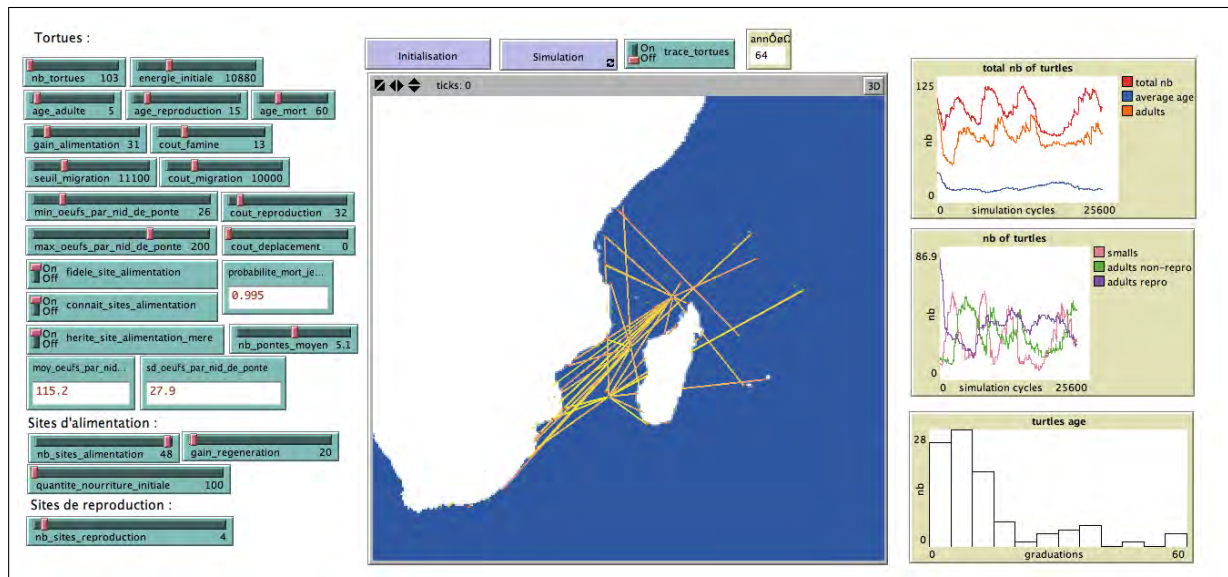 Tortues :
nb_tortues 103
energie_initiale 10880
age_adulte 5
age_reproduction 15
age_mort 60
gain_alimentation 31
cout_famine 13
seuil_migration 11100
cout_migration 10000
min_oeufs_par_nid_de_ponte 26
cout_reproduction 32
max_oeufs_par_nid_de_ponte 200
cout_deplacement 0
On
Off
fidele_site_alimentation
probabilite_mort_je...
0.995
On
Off
connait_sites_alimentation
On
Off
herite_site_alimentation_mere
nb_pontes_moyen 5.1
moy_oeufs_par_nid...
115.2
sd_oeufs_par_nid_de_ponte
27.9
Sites d'alimentation :
nb_sites_alimentation 48
gain_regeneration 20
quantite_nourriture_initiale 100
Sites de reproduction :
nb_sites_reproduction 4
Initialisation
Simulation
On
Off
trace_tortues
annÔøΩ
64
ticks: 0
3D
total nb of turtles
125
nb
0
0
simulation cycles
25600
total nb
average age
adults
nb of turtles
86.9
nb
0
0
simulation cycles
25600
smalls
adults non-repro
adults repro
turtles age
28
nb
0
0
graduations
60